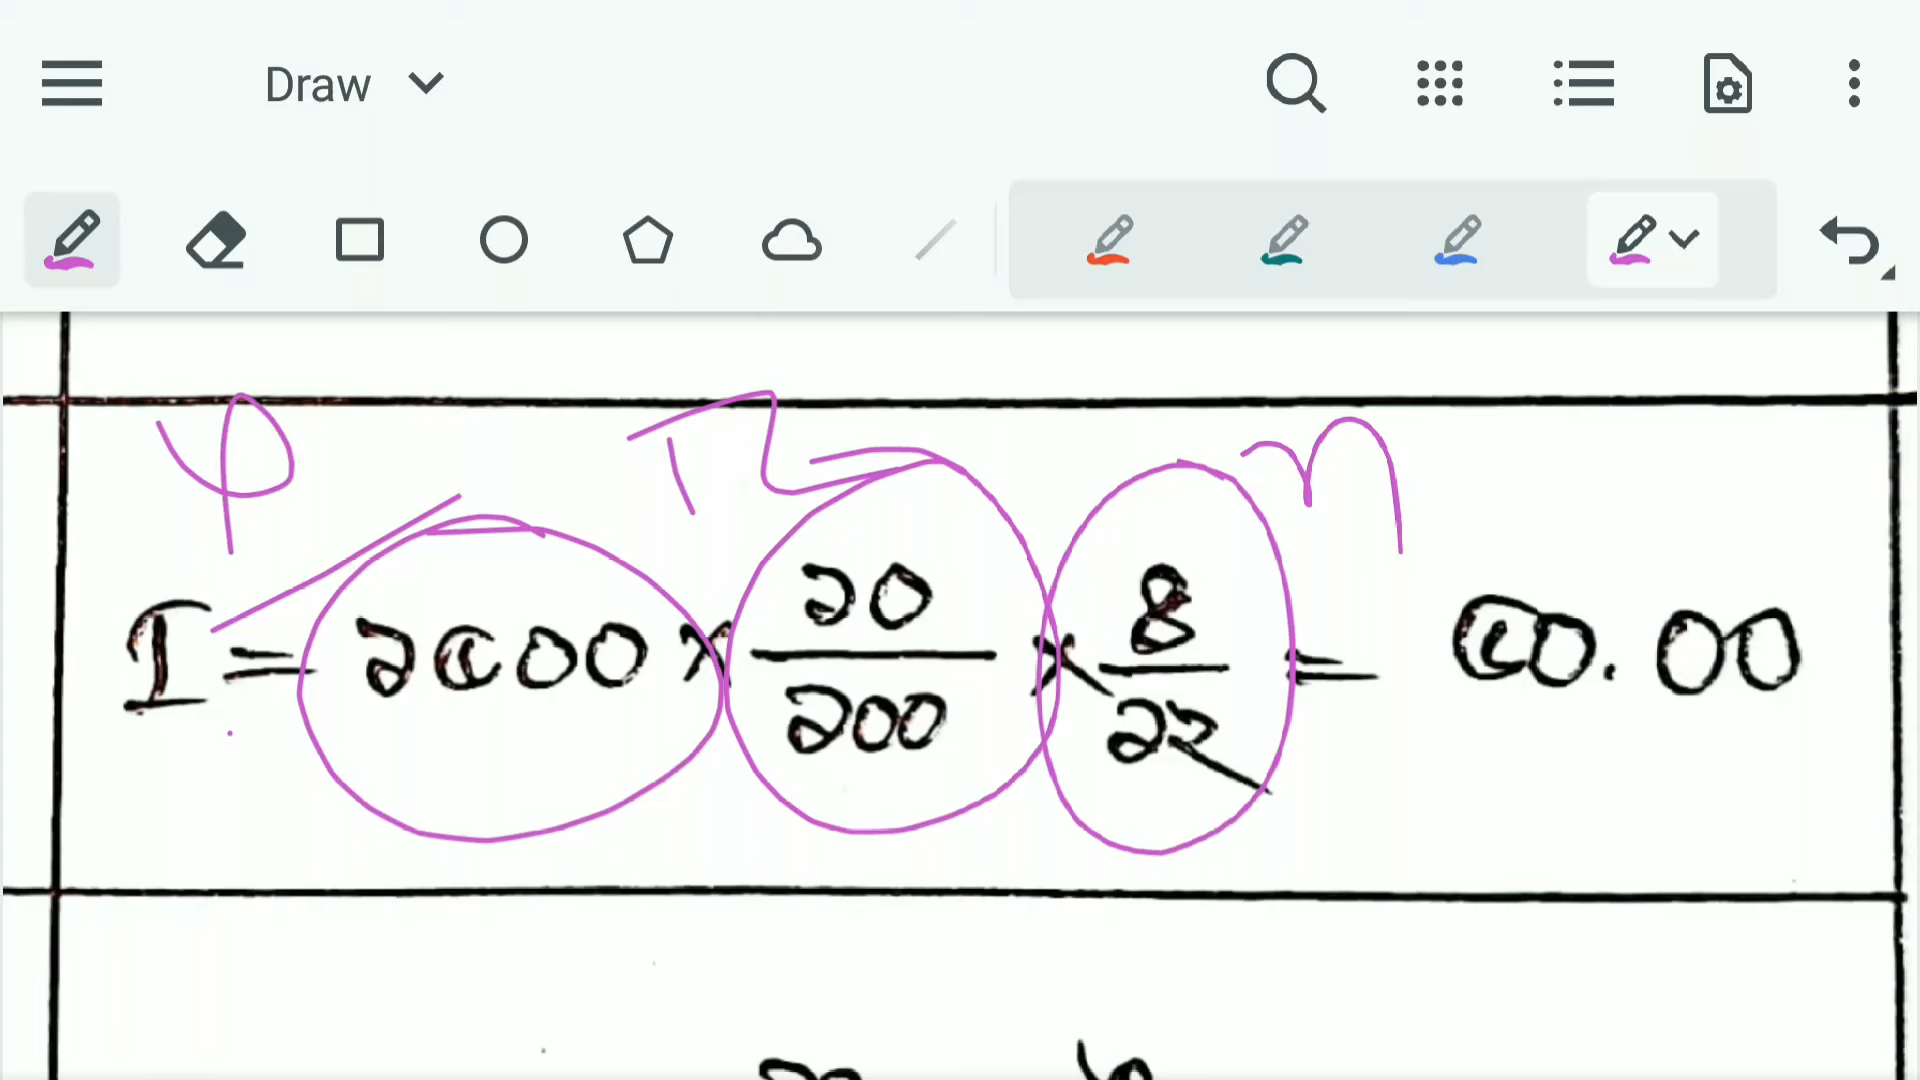 P r n
I = ১৫০০ × ১০/১০০ × ৪/১২ = ৫০.০০
Draw